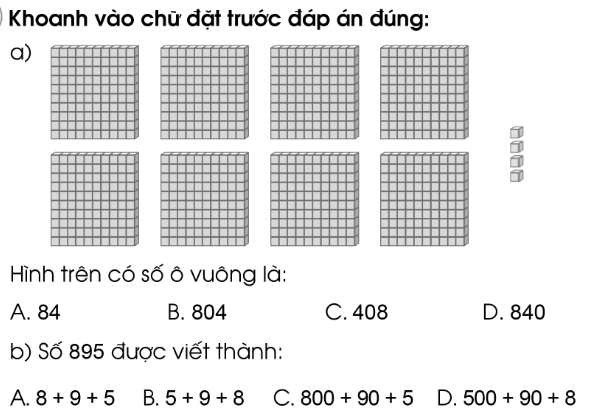 Khoanh vào chữ đặt trước đáp án đúng:
a)
Hình trên có số ô vuông là:
A. 84 B. 804 C. 408 D. 840
b) Số 895 được viết thành:
A. 8 + 9 + 5 B. 5 + 9 + 8 C. 800 + 90 + 5 D. 500 + 90 + 8